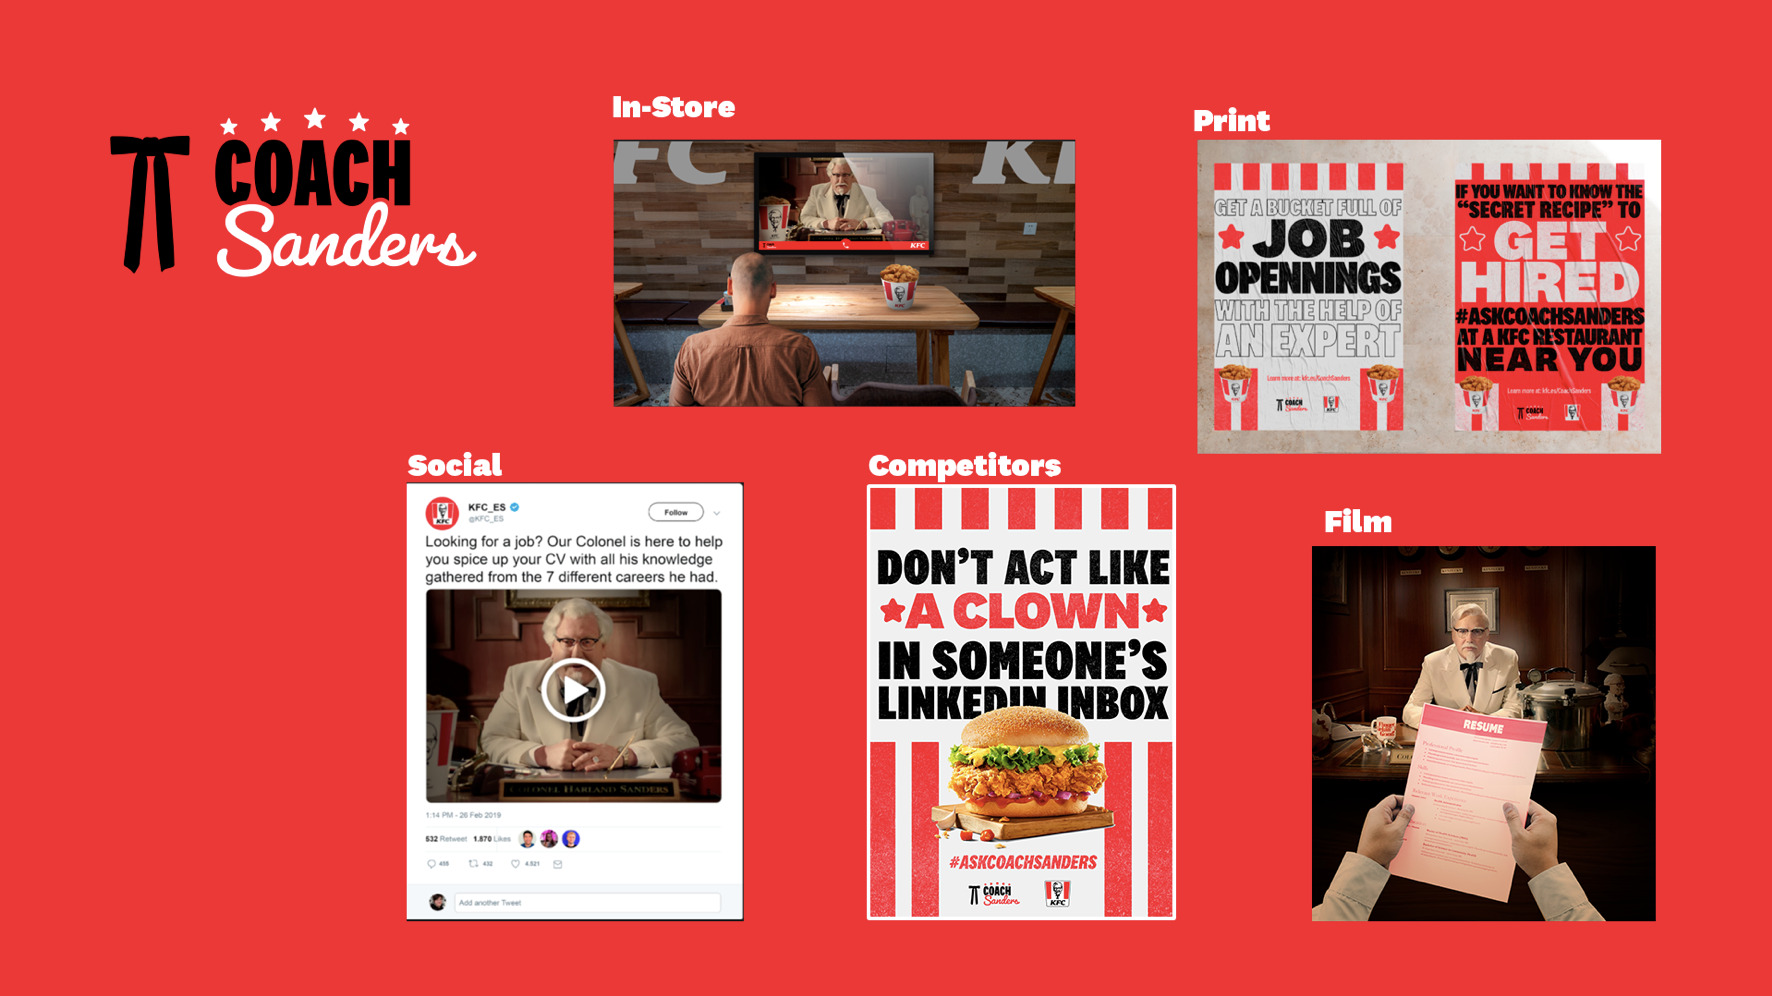 COACH
Sanders
In-Store
KFC
Print
GET A BUCKET FULL OF
JOB
OPENNINGS
WITH THE HELP OF
AN EXPERT
Learn more at: kfc.es/CoachSanders
COACH
Sanders
KFC
IF YOU WANT TO KNOW THE
"SECRET RECIPE" TO
GET
HIRED
#ASKCOACHSANDERS
AT A KFC RESTAURANT
NEAR YOU
Learn more at: kfc.es/CoachSanders
COACH
Sanders
Social
KFC
KFC_ES
@KFC_ES
Follow
Looking for a job? Our Colonel is here to help
you spice up your CV with all his knowledge
gathered from the 7 different careers he had.
COLONEL HARLAND SANDERS
1:14 PM - 26 Feb 2019
532 Retweet 1.870 Likes
432
4.521
Add another Tweet
Competitors
DON'T ACT LIKE
A CLOWN
IN SOMEONE'S
LINKEDIN INBOX
#ASKCOACHSANDERS
COACH
Sanders
KFC
Film
RESUME
Professional Profile
Skills